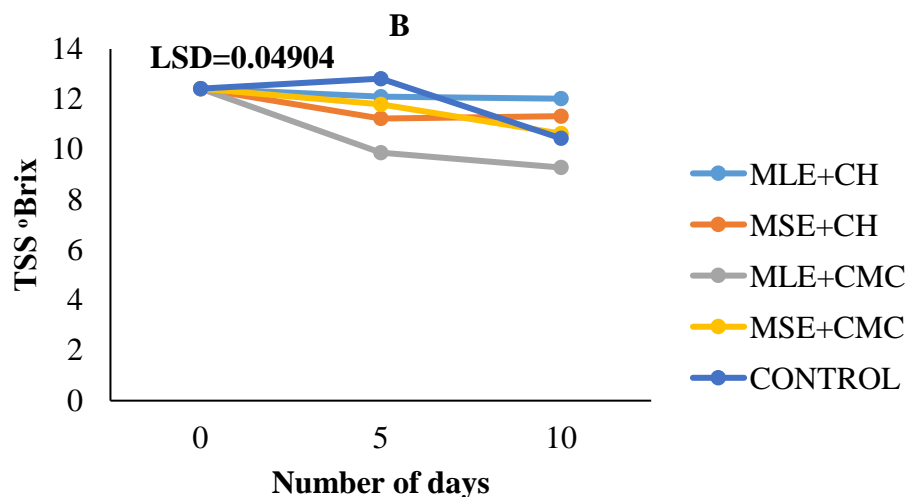 B
LSD=0.04904
14
12
10
8
6
4
2
0
TSS ᵒBrix
0 5 10
Number of days
MLE+CH
MSE+CH
MLE+CMC
MSE+CMC
CONTROL